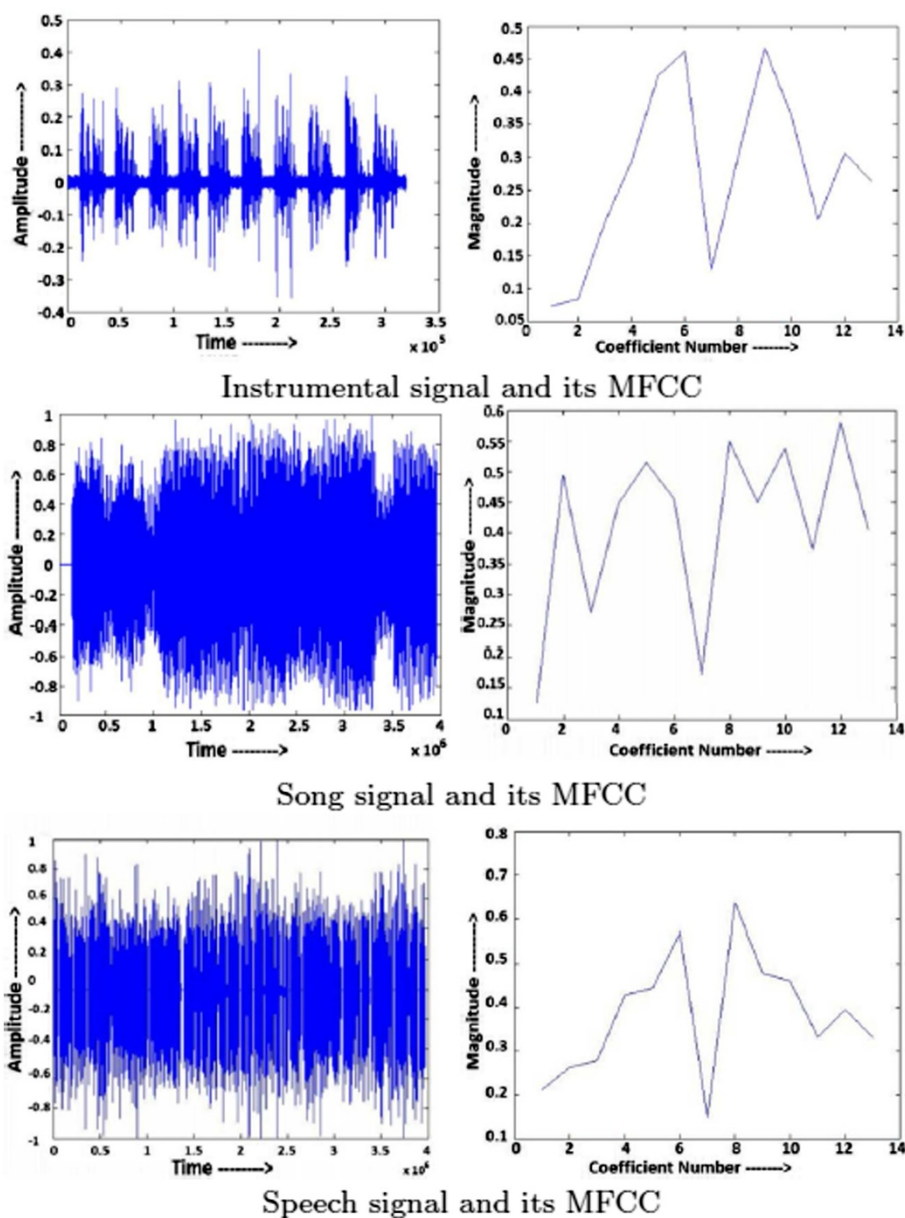 0.5
0.4
0.3
0.2
0.1
0
-0.1
-0.2
-0.3
-0.4
Amplitude -------->
0 0.5 1 1.5 2 2.5 3 3.5
Time -------->
x 10^5
0.5
0.45
0.4
0.35
0.3
0.25
0.2
0.15
0.1
0.05
Magnitude -------->
0 2 4 6 8 10 12 14
Coefficient Number ------->
Instrumental signal and its MFCC
1
0.8
0.6
0.4
0.2
0
-0.2
-0.4
-0.6
-0.8
-1
Amplitude -------->
0 0.5 1 1.5 2 2.5 3 3.5 4
Time -------->
x 10^6
0.6
0.55
0.5
0.45
0.4
0.35
0.3
0.25
0.2
0.15
0.1
Magnitude -------->
0 2 4 6 8 10 12 14
Coefficient Number ------->
Song signal and its MFCC
1
0.8
0.6
0.4
0.2
0
-0.2
-0.4
-0.6
-0.8
-1
Amplitude -------->
0 0.5 1 1.5 2 2.5 3 3.5 4
Time -------->
x 10^6
0.8
0.7
0.6
0.5
0.4
0.3
0.2
0.1
Magnitude -------->
0 2 4 6 8 10 12 14
Coefficient Number ------->
Speech signal and its MFCC